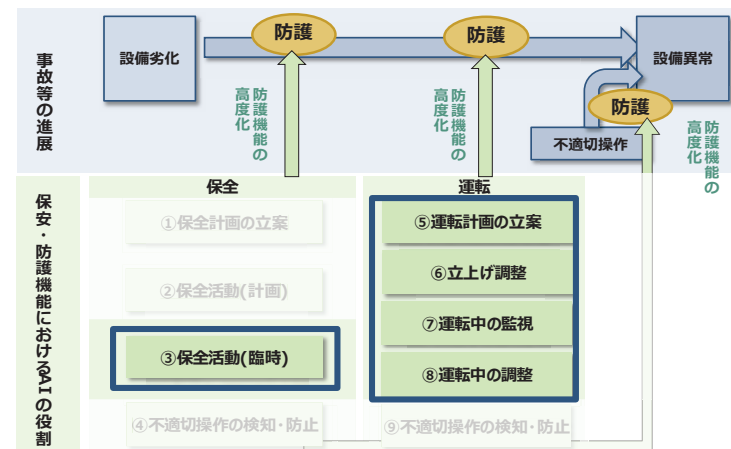 事故等の進展
設備劣化
防護
防護
設備異常
防護
不適切操作
防護機能の
高度化
防護機能の
高度化
防護機能の
高度化
保安・防護機能におけるAIの役割
保全
①保全計画の立案
②保全活動(計画)
③保全活動(臨時)
④不適切操作の検知・防止
運転
⑤運転計画の立案
⑥立上げ調整
⑦運転中の監視
⑧運転中の調整
⑨不適切操作の検知・防止